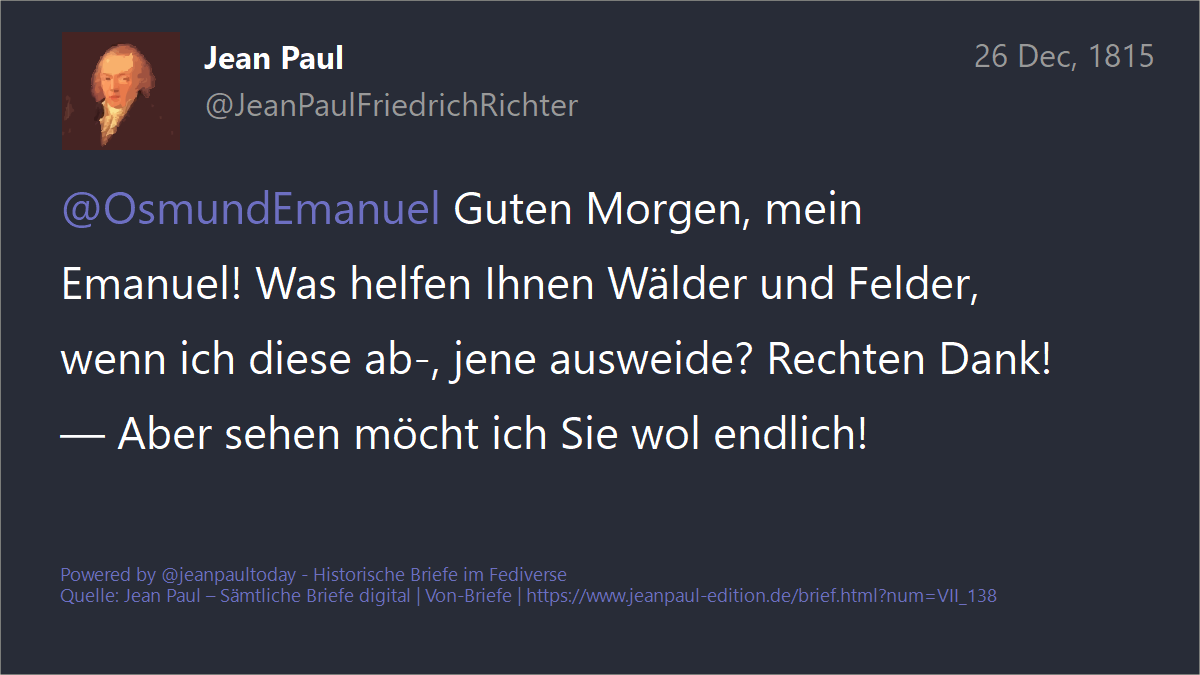 Jean Paul
26 Dec, 1815
@JeanPaulFriedrichRichter
@OsmundEmanuel Guten Morgen, mein
Emanuel! Was helfen Ihnen Wälder und Felder,
wenn ich diese ab-, jene ausweide? Rechten Dank!
— Aber sehen möcht ich Sie wol endlich!
Powered by @jeanpaultoday - Historische Briefe im Fediverse
Quelle: Jean Paul – Sämtliche Briefe digital | Von-Briefe | https://www.jeanpaul-edition.de/brief.html?num=VII_138